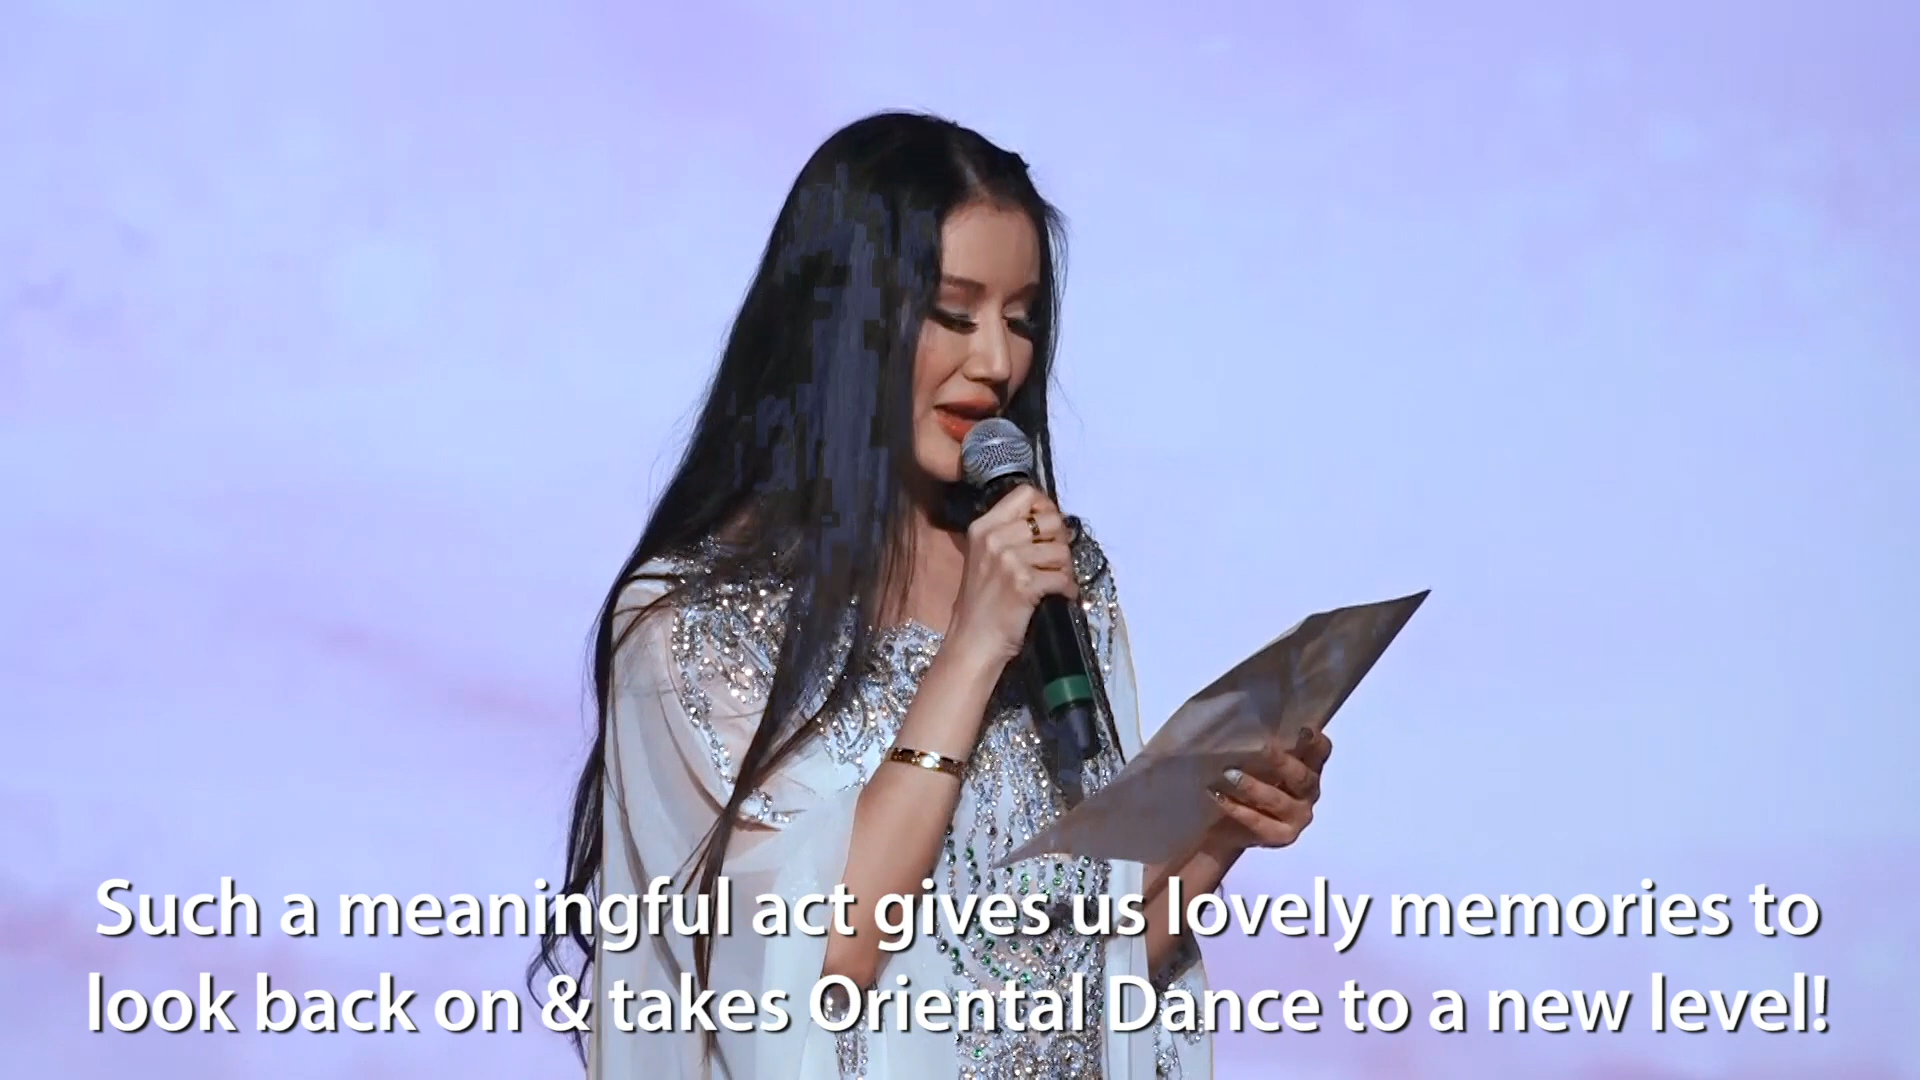 Such a meaningful act gives us lovely memories to
look back on & takes Oriental Dance to a new level!